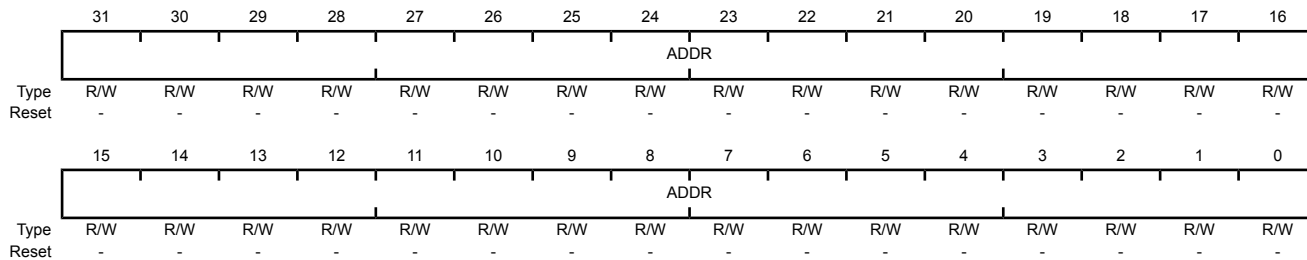 31 30 29 28 27 26 25 24 23 22 21 20 19 18 17 16
ADDR
Type R/W R/W R/W R/W R/W R/W R/W R/W R/W R/W R/W R/W R/W R/W R/W R/W
Reset - - - - - - - - - - - - - - - -
15 14 13 12 11 10 9 8 7 6 5 4 3 2 1 0
ADDR
Type R/W R/W R/W R/W R/W R/W R/W R/W R/W R/W R/W R/W R/W R/W R/W R/W
Reset - - - - - - - - - - - - - - - -